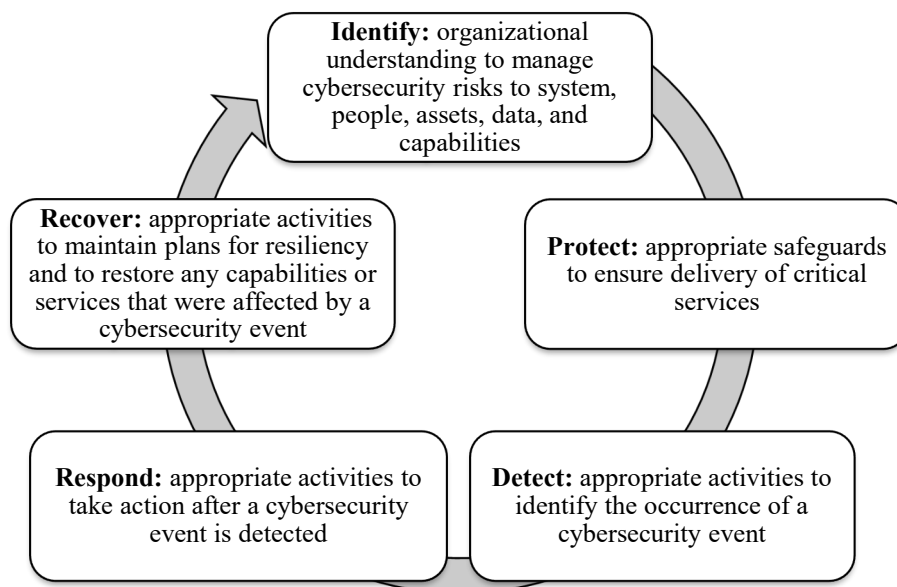 Identify: organizational
understanding to manage
cybersecurity risks to system,
people, assets, data, and
capabilities
Protect: appropriate safeguards
to ensure delivery of critical
services
Detect: appropriate activities to
identify the occurrence of a
cybersecurity event
Respond: appropriate activities to
take action after a cybersecurity
event is detected
Recover: appropriate activities
to maintain plans for resiliency
and to restore any capabilities or
services that were affected by a
cybersecurity event